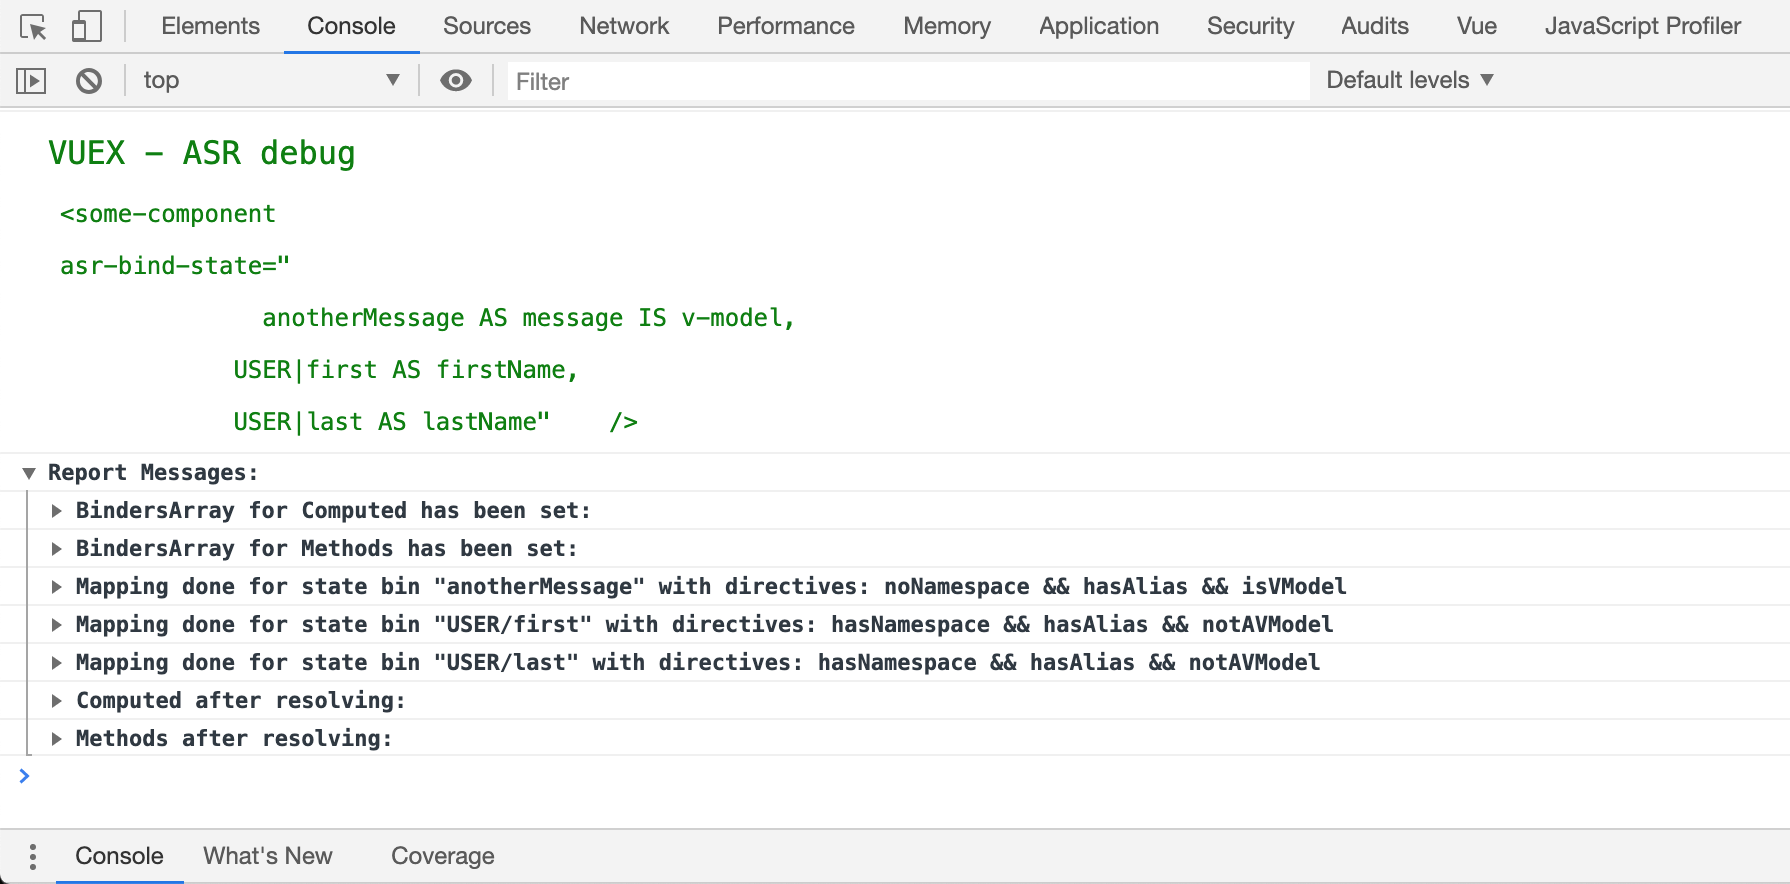 Elements Console Sources Network Performance Memory Application Security Audits Vue JavaScript Profiler
top Filter Default levels
VUEX - ASR debug
<some-component
asr-bind-state="
anotherMessage AS message IS v-model,
USER|first AS firstName,
USER|last AS lastName" />
Report Messages:
BindersArray for Computed has been set:
BindersArray for Methods has been set:
Mapping done for state bin "anotherMessage" with directives: noNamespace && hasAlias && isVModel
Mapping done for state bin "USER/first" with directives: hasNamespace && hasAlias && notAVModel
Mapping done for state bin "USER/last" with directives: hasNamespace && hasAlias && notAVModel
Computed after resolving:
Methods after resolving:
Console What's New Coverage